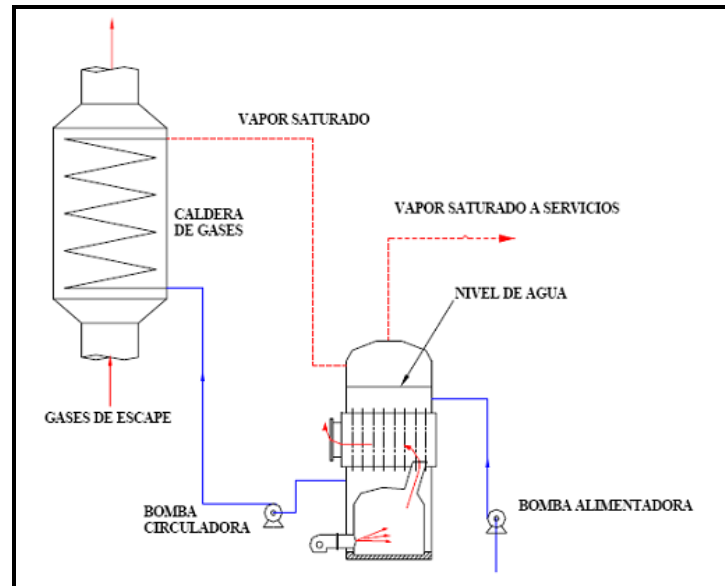 VAPOR SATURADO
CALDERA
DE GASES
VAPOR SATURADO A SERVICIOS
NIVEL DE AGUA
GASES DE ESCAPE
BOMBA
CIRCULADORA
BOMBA ALIMENTADORA